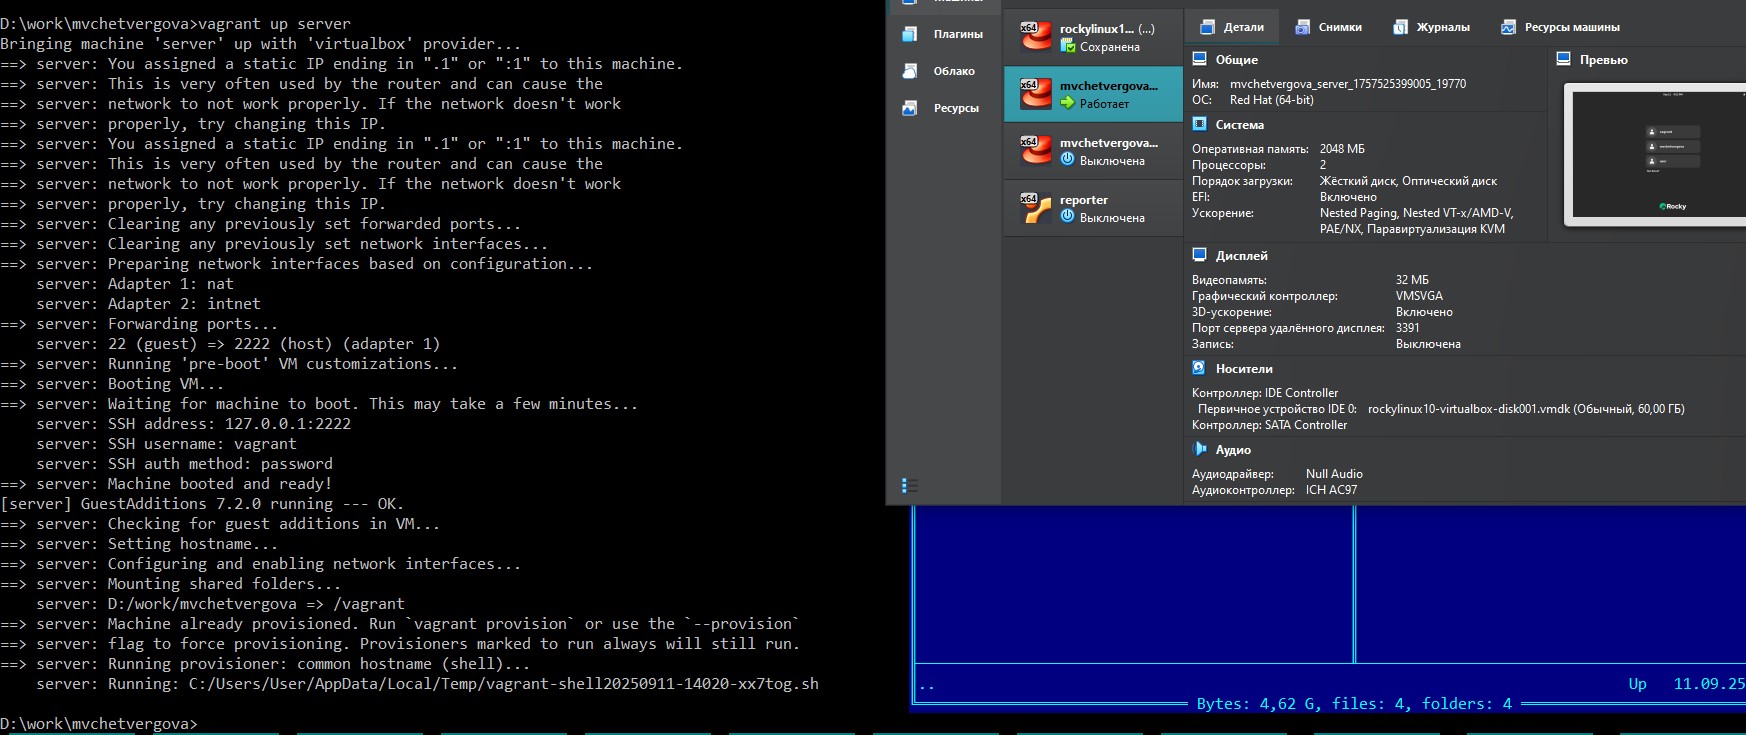 D:\work\mvchetvergova>vagrant up server
Bringing machine 'server' up with 'virtualbox' provider...
==> server: You assigned a static IP ending in ".1" or ":1" to this machine.
==> server: This is very often used by the router and can cause the
==> server: network to not work properly. If the network doesn't work
==> server: properly, try changing this IP.
==> server: You assigned a static IP ending in ".1" or ":1" to this machine.
==> server: This is very often used by the router and can cause the
==> server: network to not work properly. If the network doesn't work
==> server: properly, try changing this IP.
==> server: Clearing any previously set forwarded ports...
==> server: Clearing any previously set network interfaces...
==> server: Preparing network interfaces based on configuration...
server: Adapter 1: nat
server: Adapter 2: intnet
==> server: Forwarding ports...
server: 22 (guest) => 2222 (host) (adapter 1)
==> server: Running 'pre-boot' VM customizations...
==> server: Booting VM...
==> server: Waiting for machine to boot. This may take a few minutes...
server: SSH address: 127.0.0.1:2222
server: SSH username: vagrant
server: SSH auth method: password
==> server: Machine booted and ready!
[server] GuestAdditions 7.2.0 running --- OK.
==> server: Checking for guest additions in VM...
==> server: Setting hostname...
==> server: Configuring and enabling network interfaces...
==> server: Mounting shared folders...
server: D:/work/mvchetvergova => /vagrant
==> server: Machine already provisioned. Run `vagrant provision` or use the `--provision`
==> server: flag to force provisioning. Provisioners marked to run always will still run.
==> server: Running provisioner: common hostname (shell)...
server: Running: C:/Users/User/AppData/Local/Temp/vagrant-shell20250911-14020-xx7tog.sh
D:\work\mvchetvergova>
Плагины
Облако
Ресурсы
x64 rockylinux1... (...)
Сохранена
x64 mvchetvergova...
Работает
x64 mvchetvergova...
Выключена
x64 reporter
Выключена
Детали Снимки Журналы Ресурсы машины
Общие
Имя: mvchetvergova_server_1757525399005_19770
ОС: Red Hat (64-bit)
Система
Оперативная память: 2048 МБ
Процессоры: 2
Порядок загрузки: Жёсткий диск, Оптический диск
EFI: Включено
Ускорение: Nested Paging, Nested VT-x/AMD-V,
PAE/NX, Паравиртуализация KVM
Превью
Rocky
Дисплей
Видеопамять: 32 МБ
Графический контроллер: VMSVGA
3D-ускорение: Включено
Порт сервера удалённого дисплея: 3391
Запись: Выключена
Носители
Контроллер: IDE Controller
Первичное устройство IDE 0: rockylinux10-virtualbox-disk001.vmdk (Обычный, 60,00 ГБ)
Контроллер: SATA Controller
Аудио
Аудиодрайвер: Null Audio
Аудиоконтроллер: ICH AC97
.. Up 11.09.25
Bytes: 4,62 G, files: 4, folders: 4